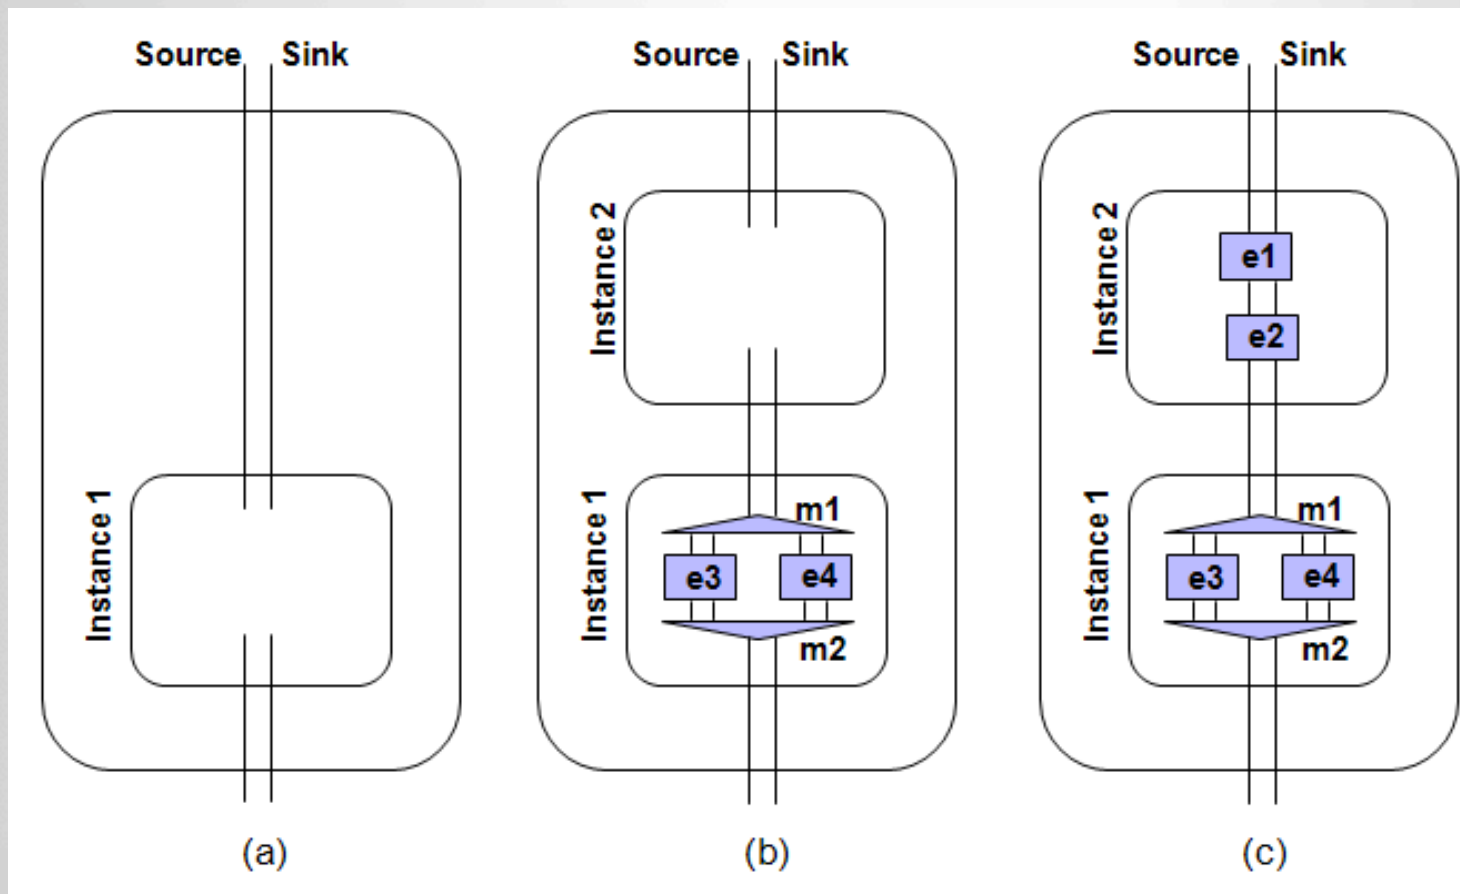 Source Sink
Instance 1
(a)
Source Sink
Instance 2
Instance 1
m1
e3 e4
m2
(b)
Source Sink
Instance 2
e1
e2
Instance 1
m1
e3 e4
m2
(c)